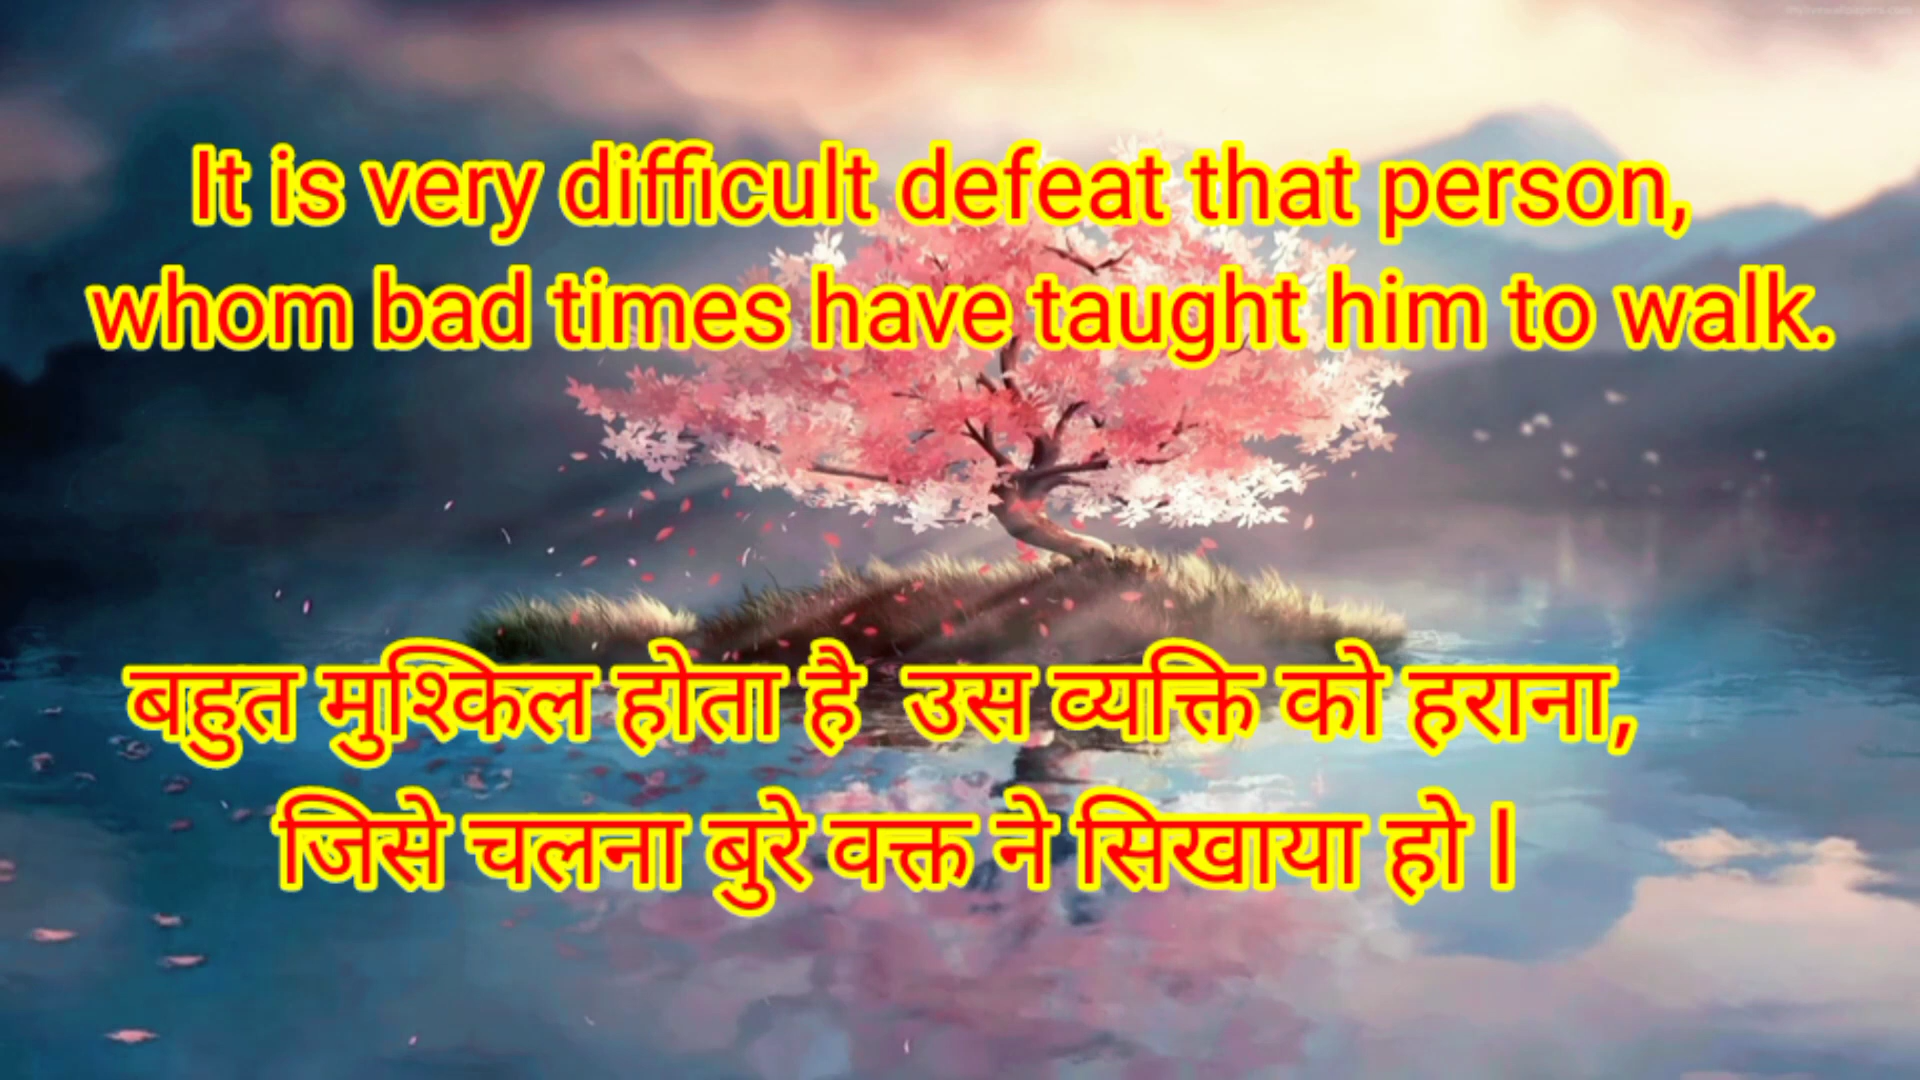 It is very difficult defeat that person,
whom bad times have taught him to walk.
बहुत मुश्किल होता है उस व्यक्ति को हराना,
जिसे चलना बुरे वक्त ने सिखाया हो l